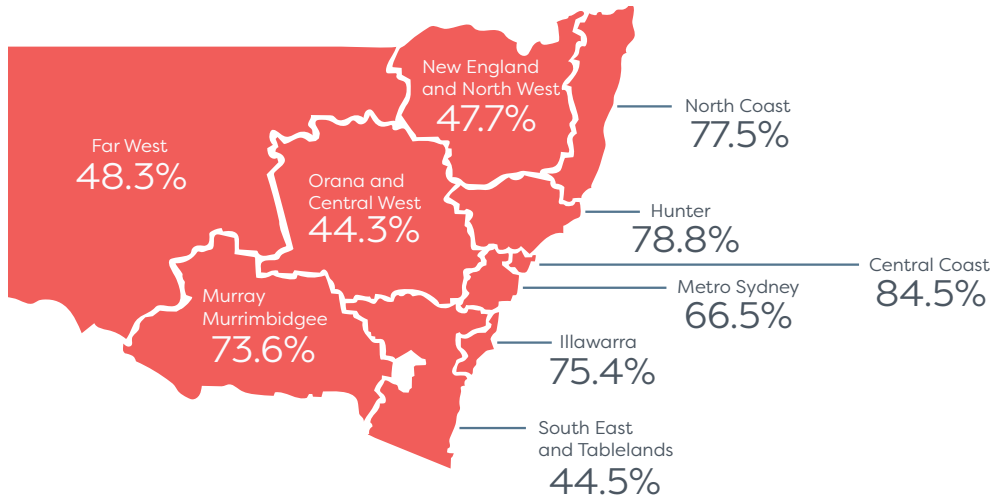 New England
and North West
47.7%
North Coast
77.5%
Far West
48.3%
Orana and
Central West
44.3%
Hunter
78.8%
Central Coast
84.5%
Metro Sydney
66.5%
Murray
Murrimbidgee
73.6%
Illawarra
75.4%
South East
and Tablelands
44.5%